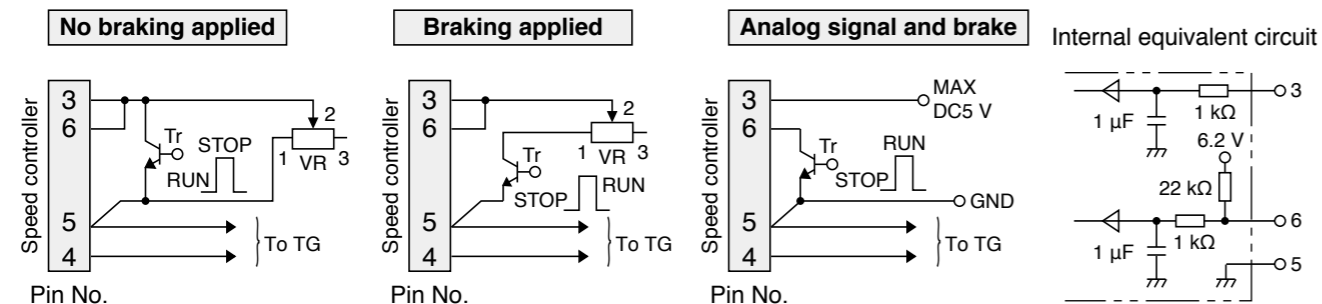 No braking applied
Speed controller
3
6
5
4
Tr
STOP
RUN
2
1 VR 3
To TG
Pin No.
Braking applied
Speed controller
3
6
5
4
2
1 VR 3
Tr
STOP
RUN
To TG
Pin No.
Analog signal and brake
Speed controller
3
6
5
4
MAX
DC5 V
Tr
RUN
STOP
GND
To TG
Pin No.
Internal equivalent circuit
3
1 kΩ
1 µF
6.2 V
22 kΩ
6
1 kΩ
1 µF
5